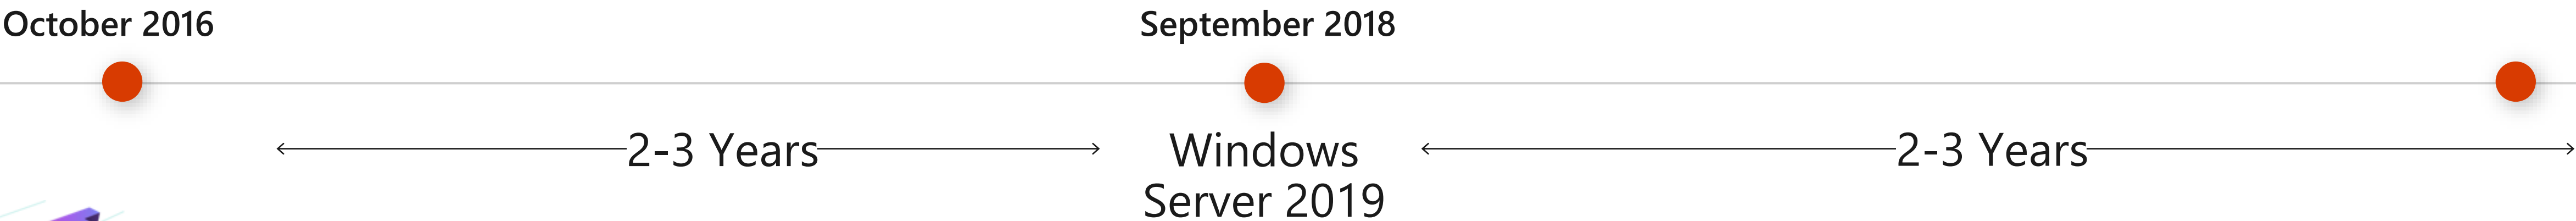 October 2016
September 2018
2-3 Years
Windows
Server 2019
2-3 Years